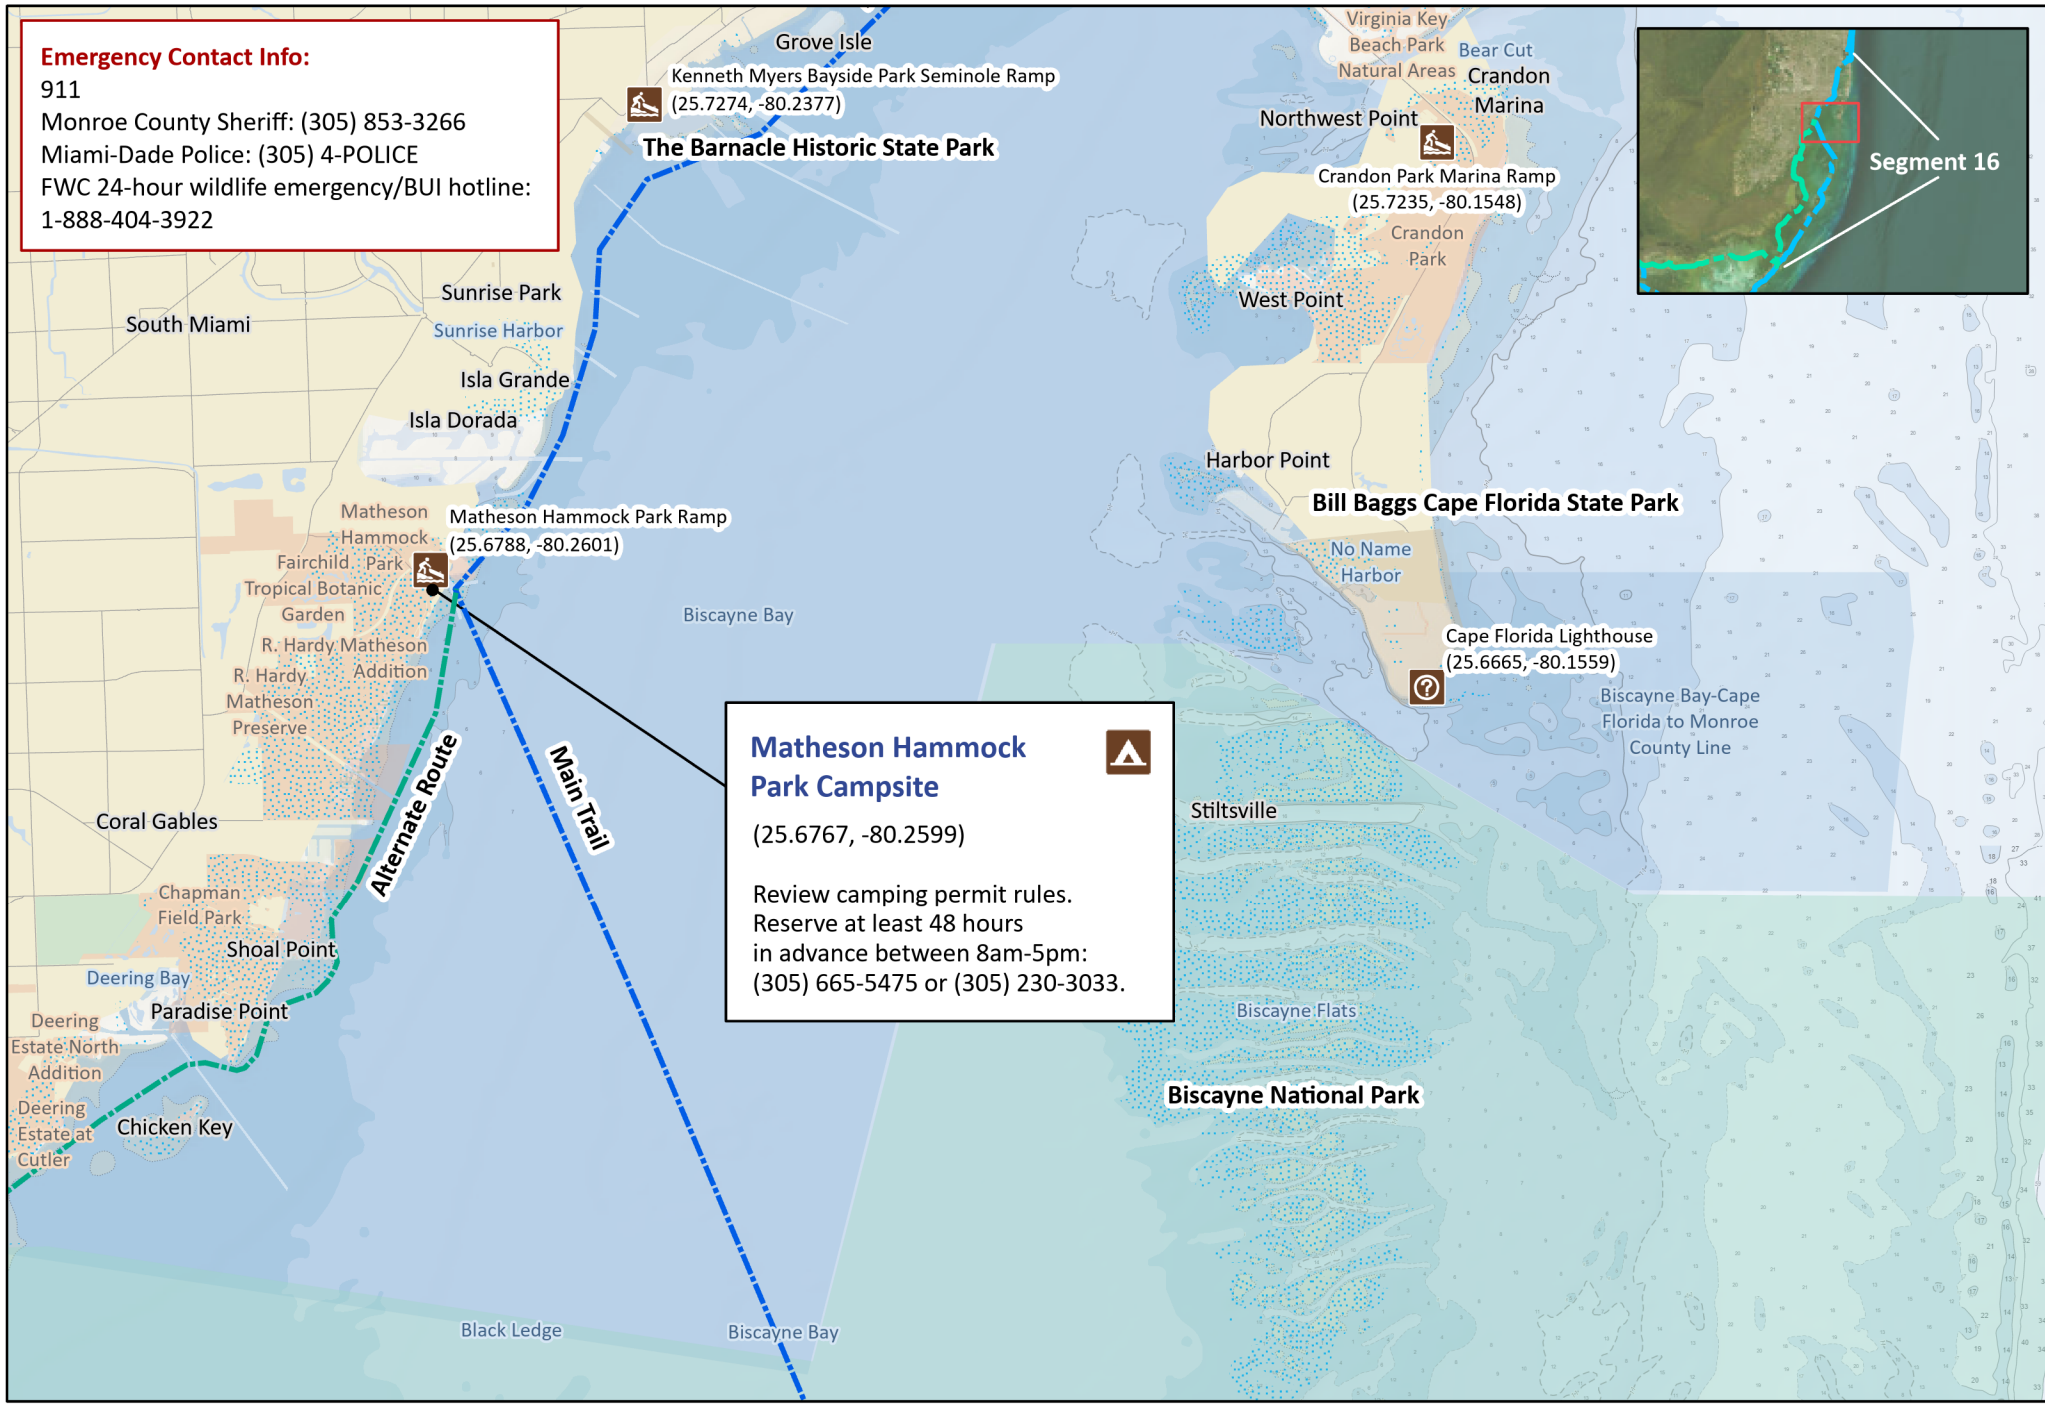 Emergency Contact Info:
911
Monroe County Sheriff: (305) 853-3266
Miami-Dade Police: (305) 4-POLICE
FWC 24-hour wildlife emergency/BUI hotline:
1-888-404-3922
Grove Isle
Kenneth Myers Bayside Park Seminole Ramp
(25.7274, -80.2377)
The Barnacle Historic State Park
Virginia Key
Beach Park
Natural Areas
Bear Cut
Crandon
Marina
Northwest Point
Crandon Park Marina Ramp
(25.7235, -80.1548)
Crandon
Park
West Point
Segment 16
Sunrise Park
South Miami
Sunrise Harbor
Isla Grande
Isla Dorada
Harbor Point
Bill Baggs Cape Florida State Park
No Name
Harbor
Matheson
Hammock
Park
Matheson Hammock Park Ramp
(25.6788, -80.2601)
Fairchild
Tropical Botanic
Garden
R. Hardy Matheson
Addition
R. Hardy
Matheson
Preserve
Biscayne Bay
Cape Florida Lighthouse
(25.6665, -80.1559)
Biscayne Bay-Cape
Florida to Monroe
County Line
Alternate Route
Main Trail
Matheson Hammock
Park Campsite
(25.6767, -80.2599)
Review camping permit rules.
Reserve at least 48 hours
in advance between 8am-5pm:
(305) 665-5475 or (305) 230-3033.
Stiltsville
Coral Gables
Chapman
Field Park
Shoal Point
Deering Bay
Paradise Point
Deering
Estate North
Addition
Deering
Estate at
Cutler
Chicken Key
Biscayne Flats
Biscayne National Park
Black Ledge
Biscayne Bay